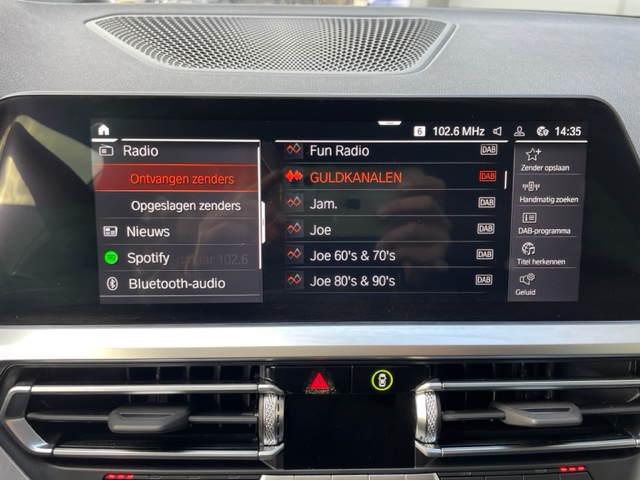 6 102.6 MHz 14:35
Radio
Ontvangen zenders
Opgeslagen zenders
Nieuws
Spotify
Bluetooth-audio
Fun Radio DAB
GULDKANALEN DAB
Jam. DAB
Joe DAB
Joe 60's & 70's DAB
Joe 80's & 90's DAB
Zender opslaan
Handmatig zoeken
DAB-programma
Titel herkennen
Geluid